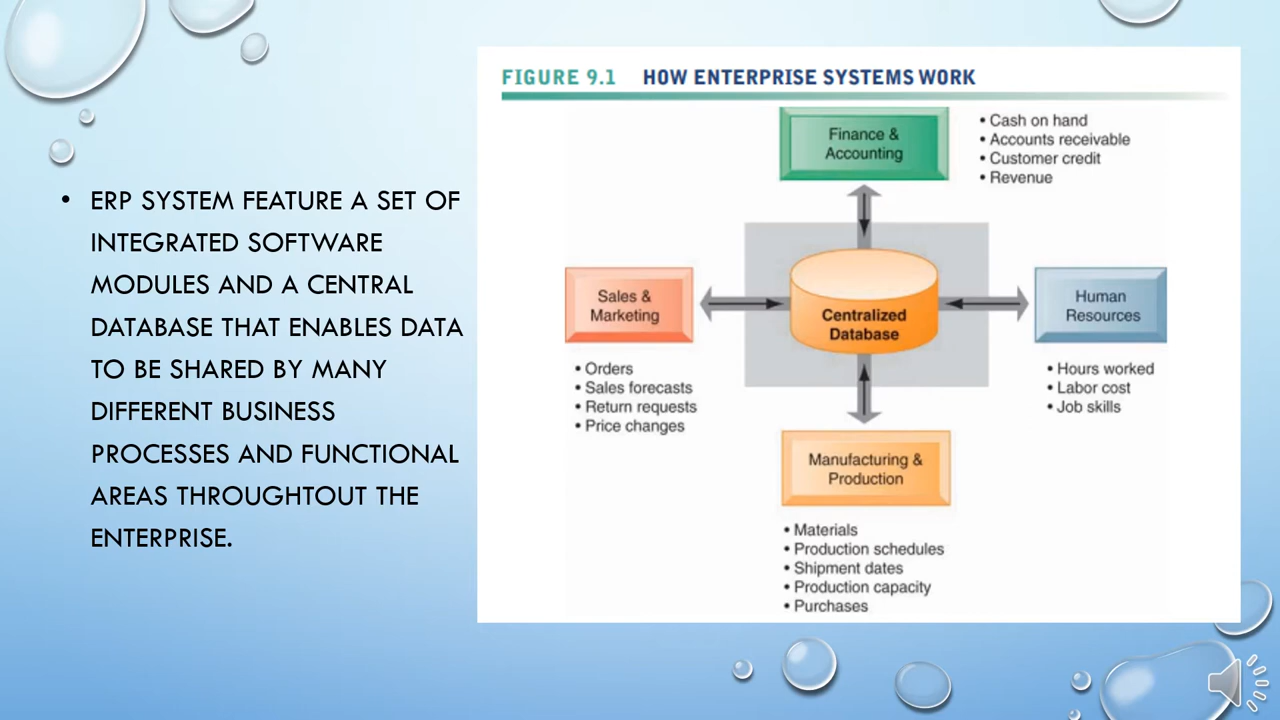 • ERP SYSTEM FEATURE A SET OF
INTEGRATED SOFTWARE
MODULES AND A CENTRAL
DATABASE THAT ENABLES DATA
TO BE SHARED BY MANY
DIFFERENT BUSINESS
PROCESSES AND FUNCTIONAL
AREAS THROUGHTOUT THE
ENTERPRISE.
FIGURE 9.1 HOW ENTERPRISE SYSTEMS WORK
Finance &
Accounting
• Cash on hand
• Accounts receivable
• Customer credit
• Revenue
Sales &
Marketing
• Orders
• Sales forecasts
• Return requests
• Price changes
Centralized
Database
Human
Resources
• Hours worked
• Labor cost
• Job skills
Manufacturing &
Production
• Materials
• Production schedules
• Shipment dates
• Production capacity
• Purchases